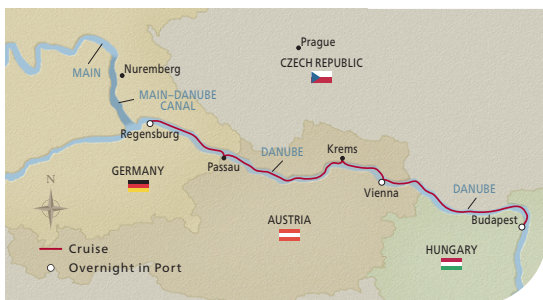 Prague
CZECH REPUBLIC
MAIN
Nuremberg
MAIN–DANUBE
CANAL
Regensburg
Passau
DANUBE
Krems
GERMANY
Vienna
DANUBE
N
AUSTRIA
Budapest
HUNGARY
Cruise
Overnight in Port